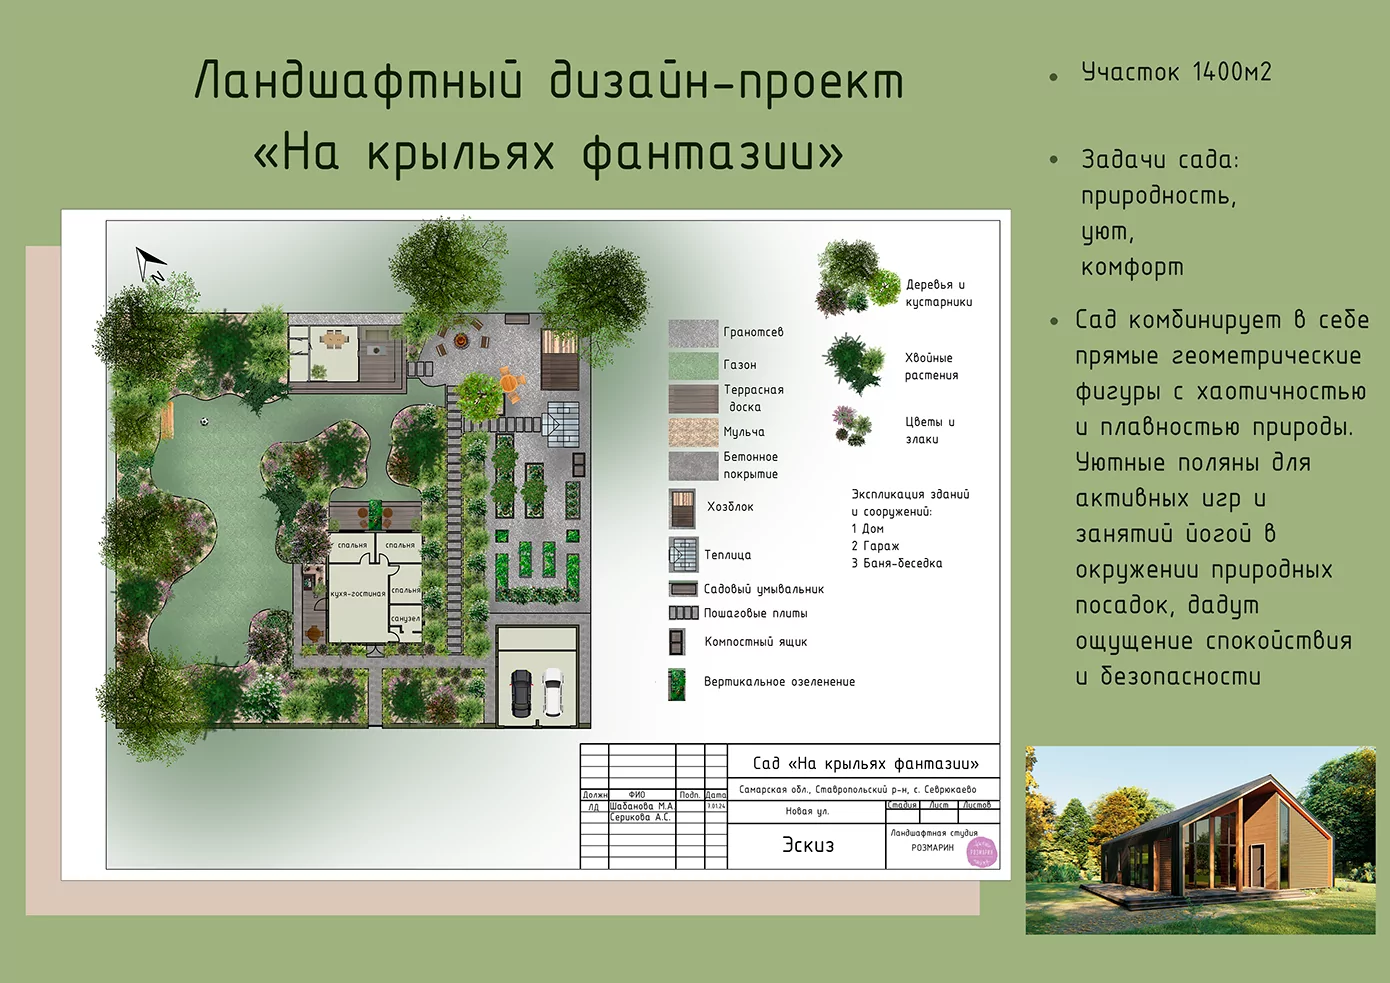 Ландшафтный дизайн-проект
«На крыльях фантазии»
Участок 1400м2
Задачи сада:
природность,
уют,
комфорт
Сад комбинирует в себе
прямые геометрические
фигуры с хаотичностью
и плавностью природы.
Уютные поляны для
активных игр и
занятий йогой в
окружении природных
посадок, дадут
ощущение спокойствия
и безопасности
N
спальня
спальня
спальня
кухя-гостиная
санузел
Гранотсев
Газон
Террасная
доска
Мульча
Бетонное
покрытие
Хозблок
Теплица
Садовый умывальник
Пошаговые плиты
Компостный ящик
Вертикальное озеленение
Деревья и
кустарники
Хвойные
растения
Цветы и
злаки
Экспликация зданий
и сооружений:
1 Дом
2 Гараж
3 Баня-беседка
Должн ФИО Подп. Дата
ЛД Шабанова М.А. 7.01.24
Серикова А.С.
Сад «На крыльях фантазии»
Самарская обл., Ставропольский р-н, с. Севрюкаево
Новая ул.
Стадия Лист Листов
Эскиз
Ландшафтная студия
РОЗМАРИН
РОЗМАРИН